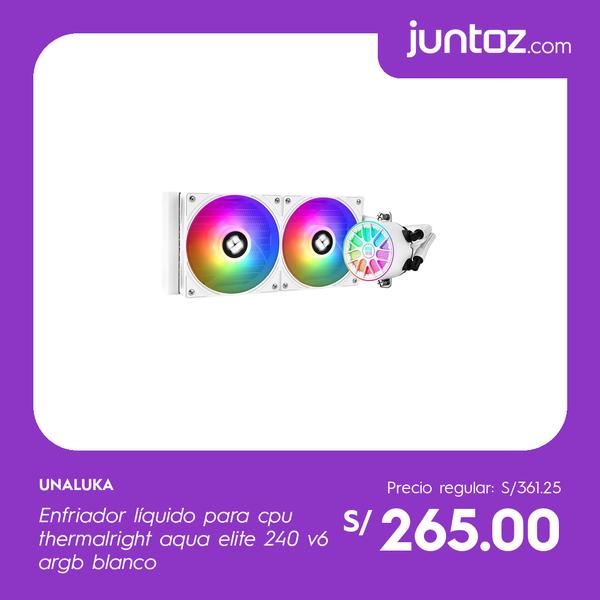 juntoz.com
UNALUKA
Enfriador líquido para cpu
thermalright aqua elite 240 v6
argb blanco
Precio regular: S/361.25
S/ 265.00